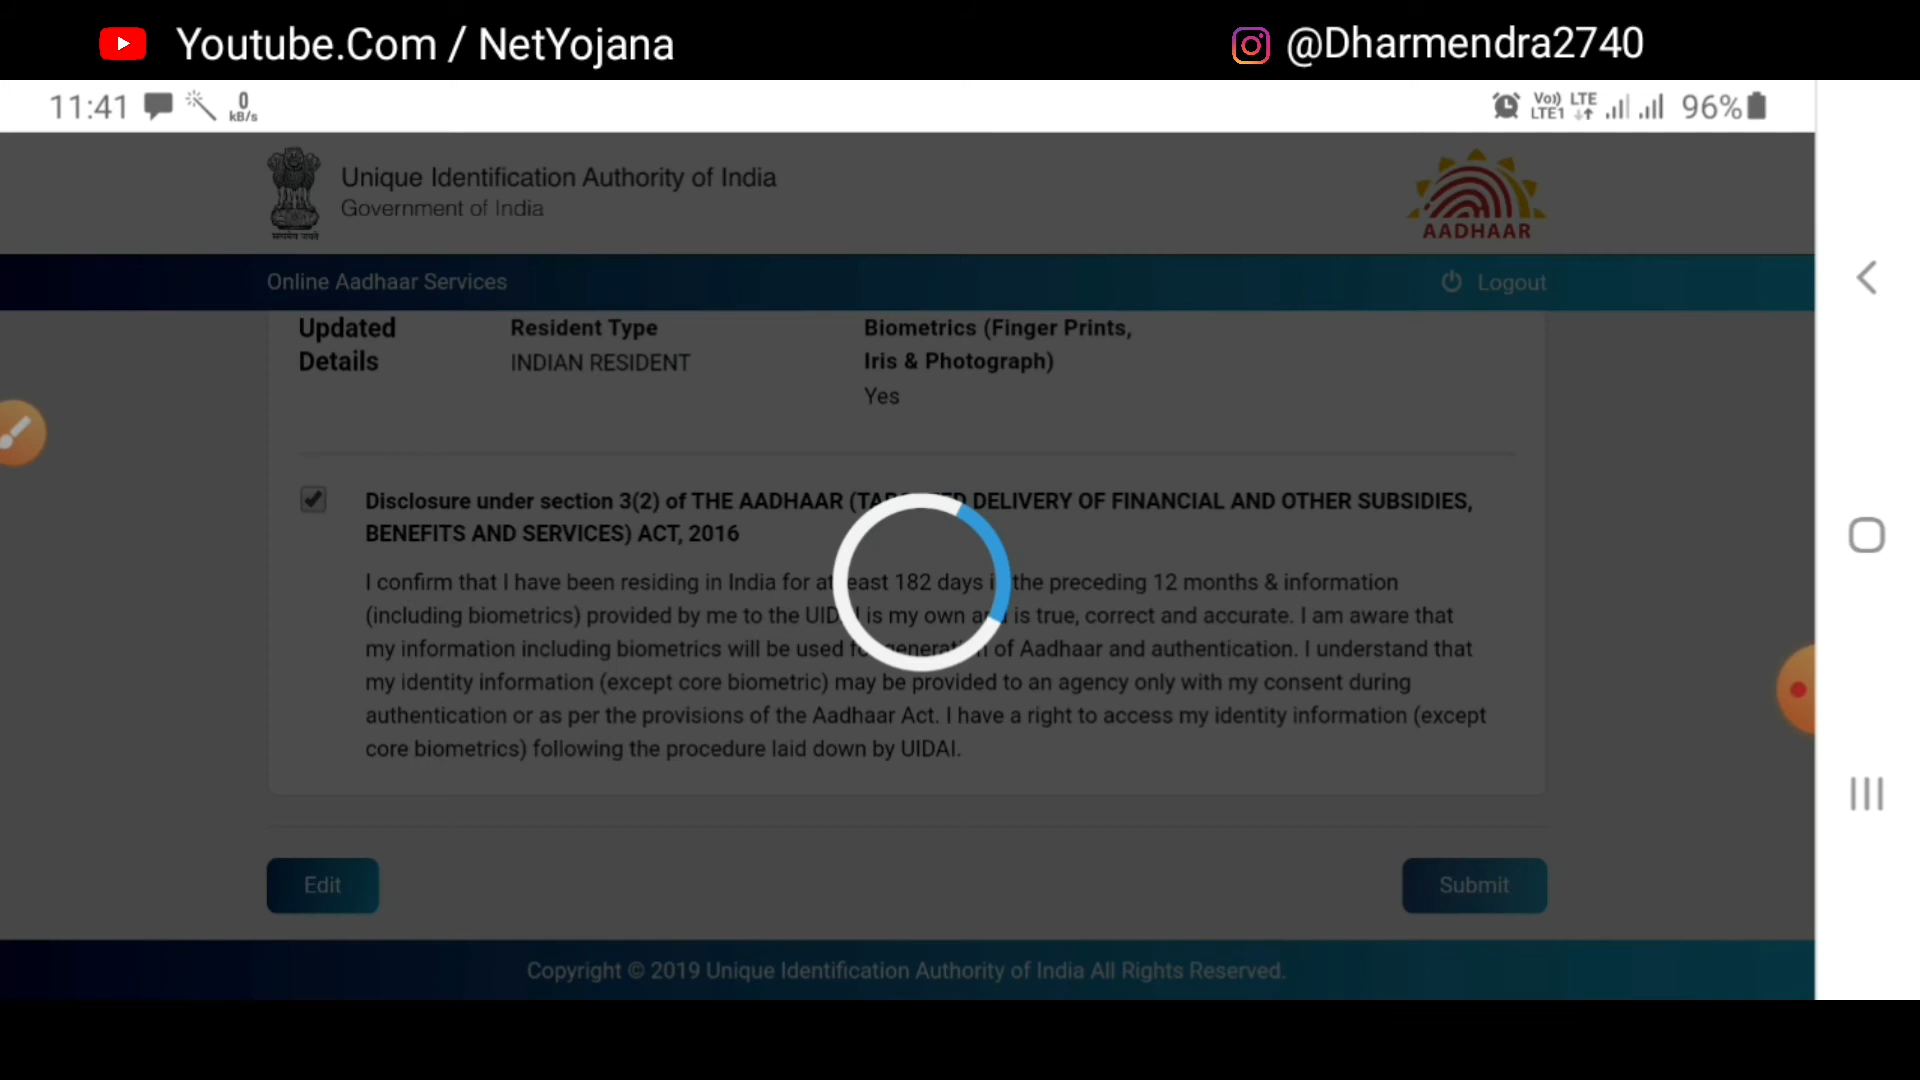 Youtube.Com / NetYojana
@Dharmendra2740
11:41
0
kB/s
Vo)) LTE
LTE1
96%
Unique Identification Authority of India
Government of India
सत्यमेव जयते
AADHAAR
Online Aadhaar Services
Logout
Updated
Details
Resident Type
INDIAN RESIDENT
Biometrics (Finger Prints,
Iris & Photograph)
Yes
Disclosure under section 3(2) of THE AADHAAR DELIVERY OF FINANCIAL AND OTHER SUBSIDIES,
BENEFITS AND SERVICES) ACT, 2016
I confirm that I have been residing in India for 182 days the preceding 12 months & information
(including biometrics) provided by me to the is my own is true, correct and accurate. I am aware that
my information including biometrics will be used of Aadhaar and authentication. I understand that
my identity information (except core biometric) may be provided to an agency only with my consent during
authentication or as per the provisions of the Aadhaar Act. I have a right to access my identity information (except
core biometrics) following the procedure laid down by UIDAI.
Edit
Submit
Copyright © 2019 Unique Identification Authority of India All Rights Reserved.